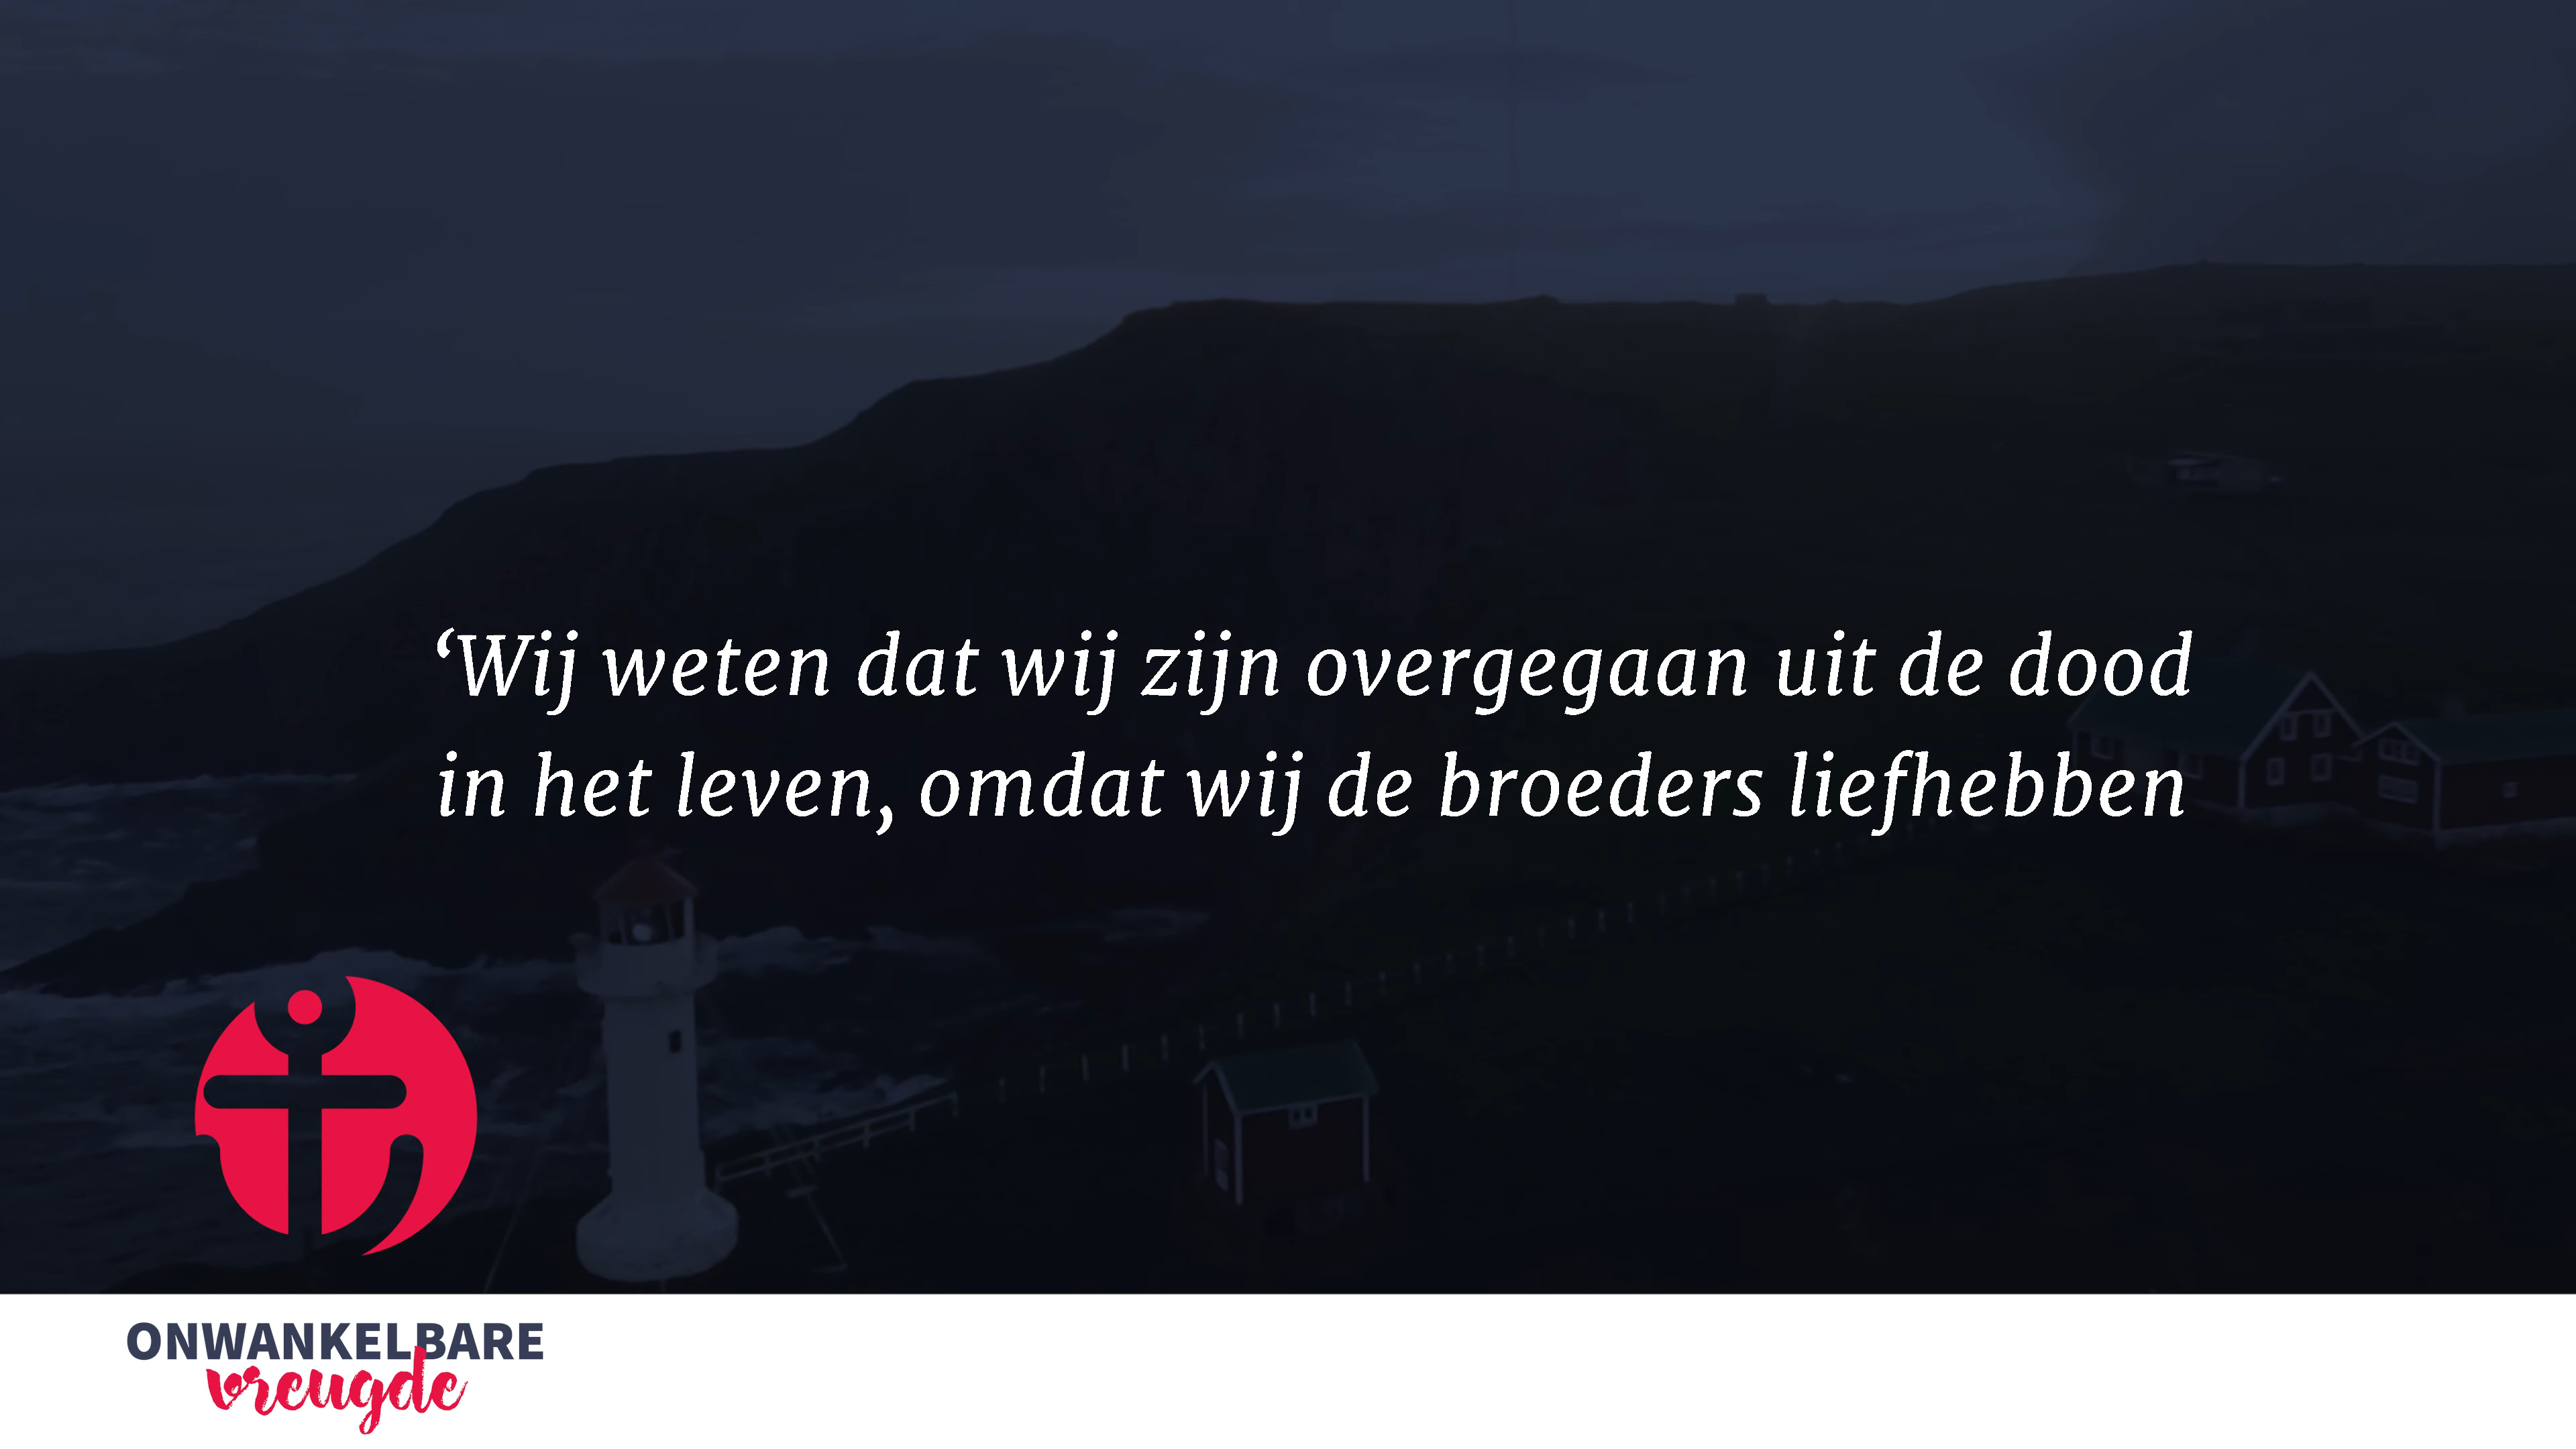 ‘Wij weten dat wij zijn overgegaan uit de dood
in het leven, omdat wij de broeders liefhebben
ONWANKELBARE
vreugde